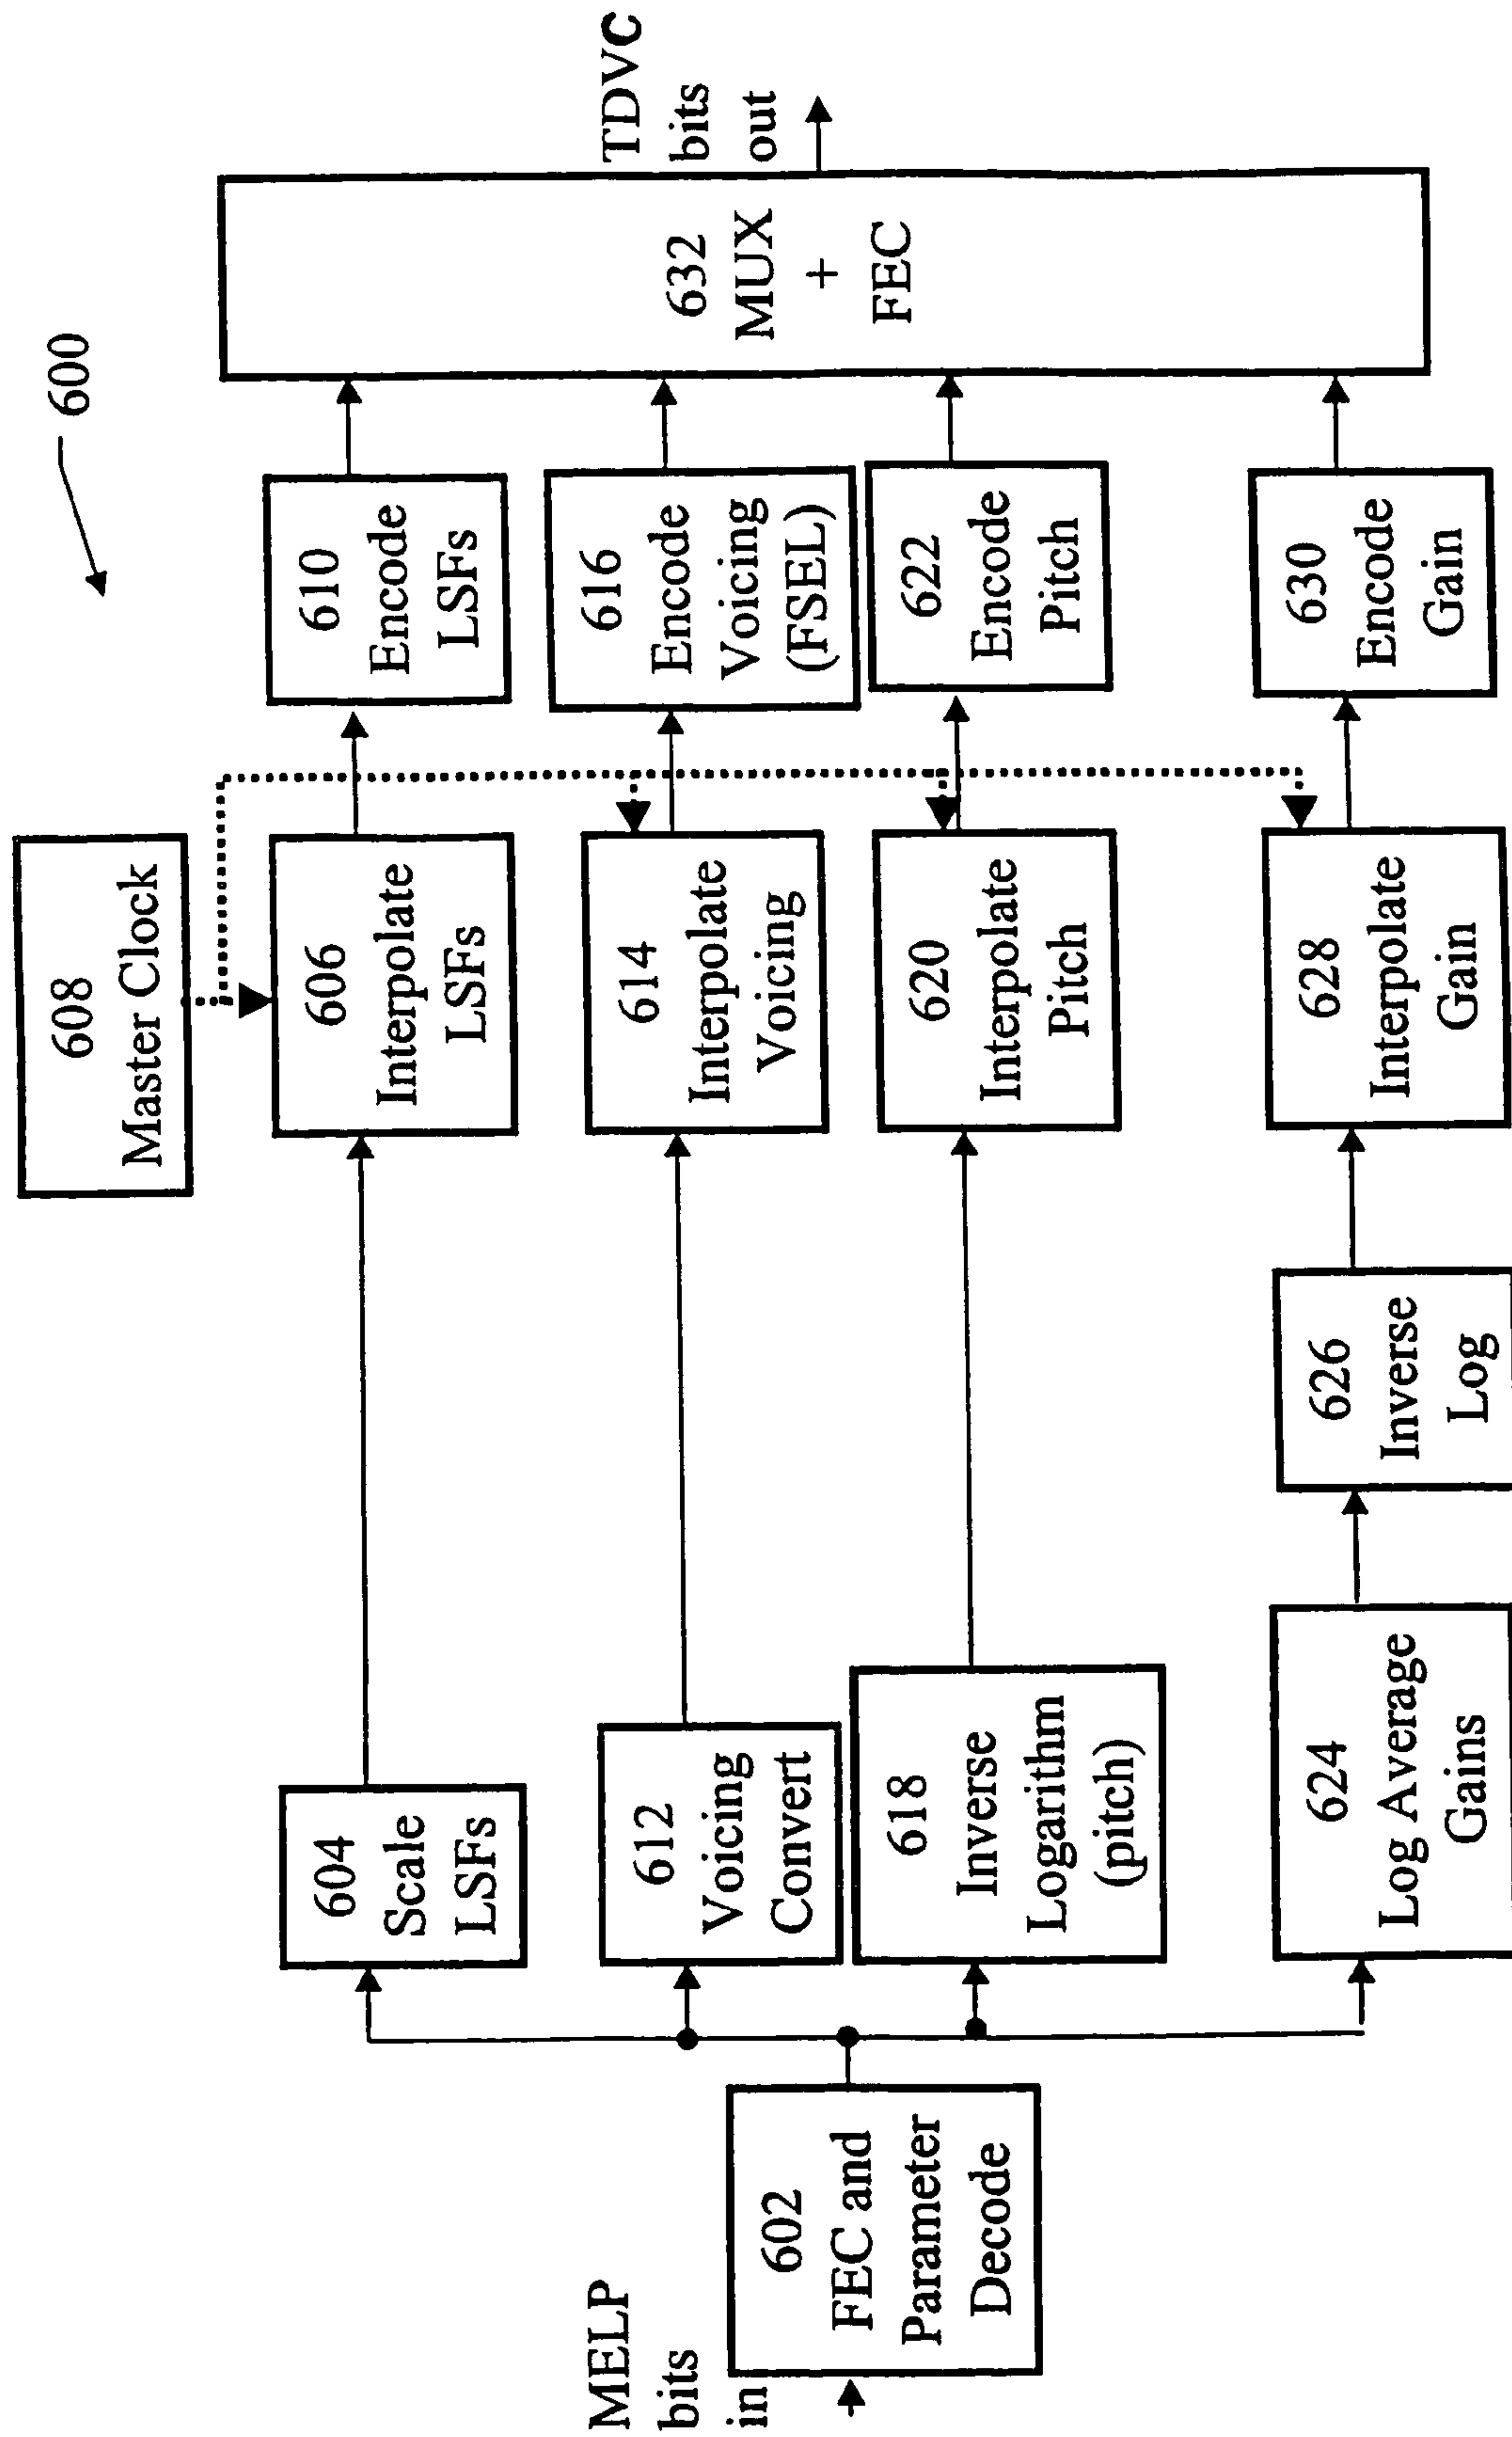 600
608
Master Clock
MELP
bits
in
602
FEC and
Parameter
Decode
604
Scale
LSFs
606
Interpolate
LSFs
610
Encode
LSFs
612
Voicing
Convert
614
Interpolate
Voicing
616
Encode
Voicing
(FSEL)
618
Inverse
Logarithm
(pitch)
620
Interpolate
Pitch
622
Encode
Pitch
624
Log Average
Gains
626
Inverse
Log
628
Interpolate
Gain
630
Encode
Gain
632
MUX
+
FEC
TDVC
bits
out